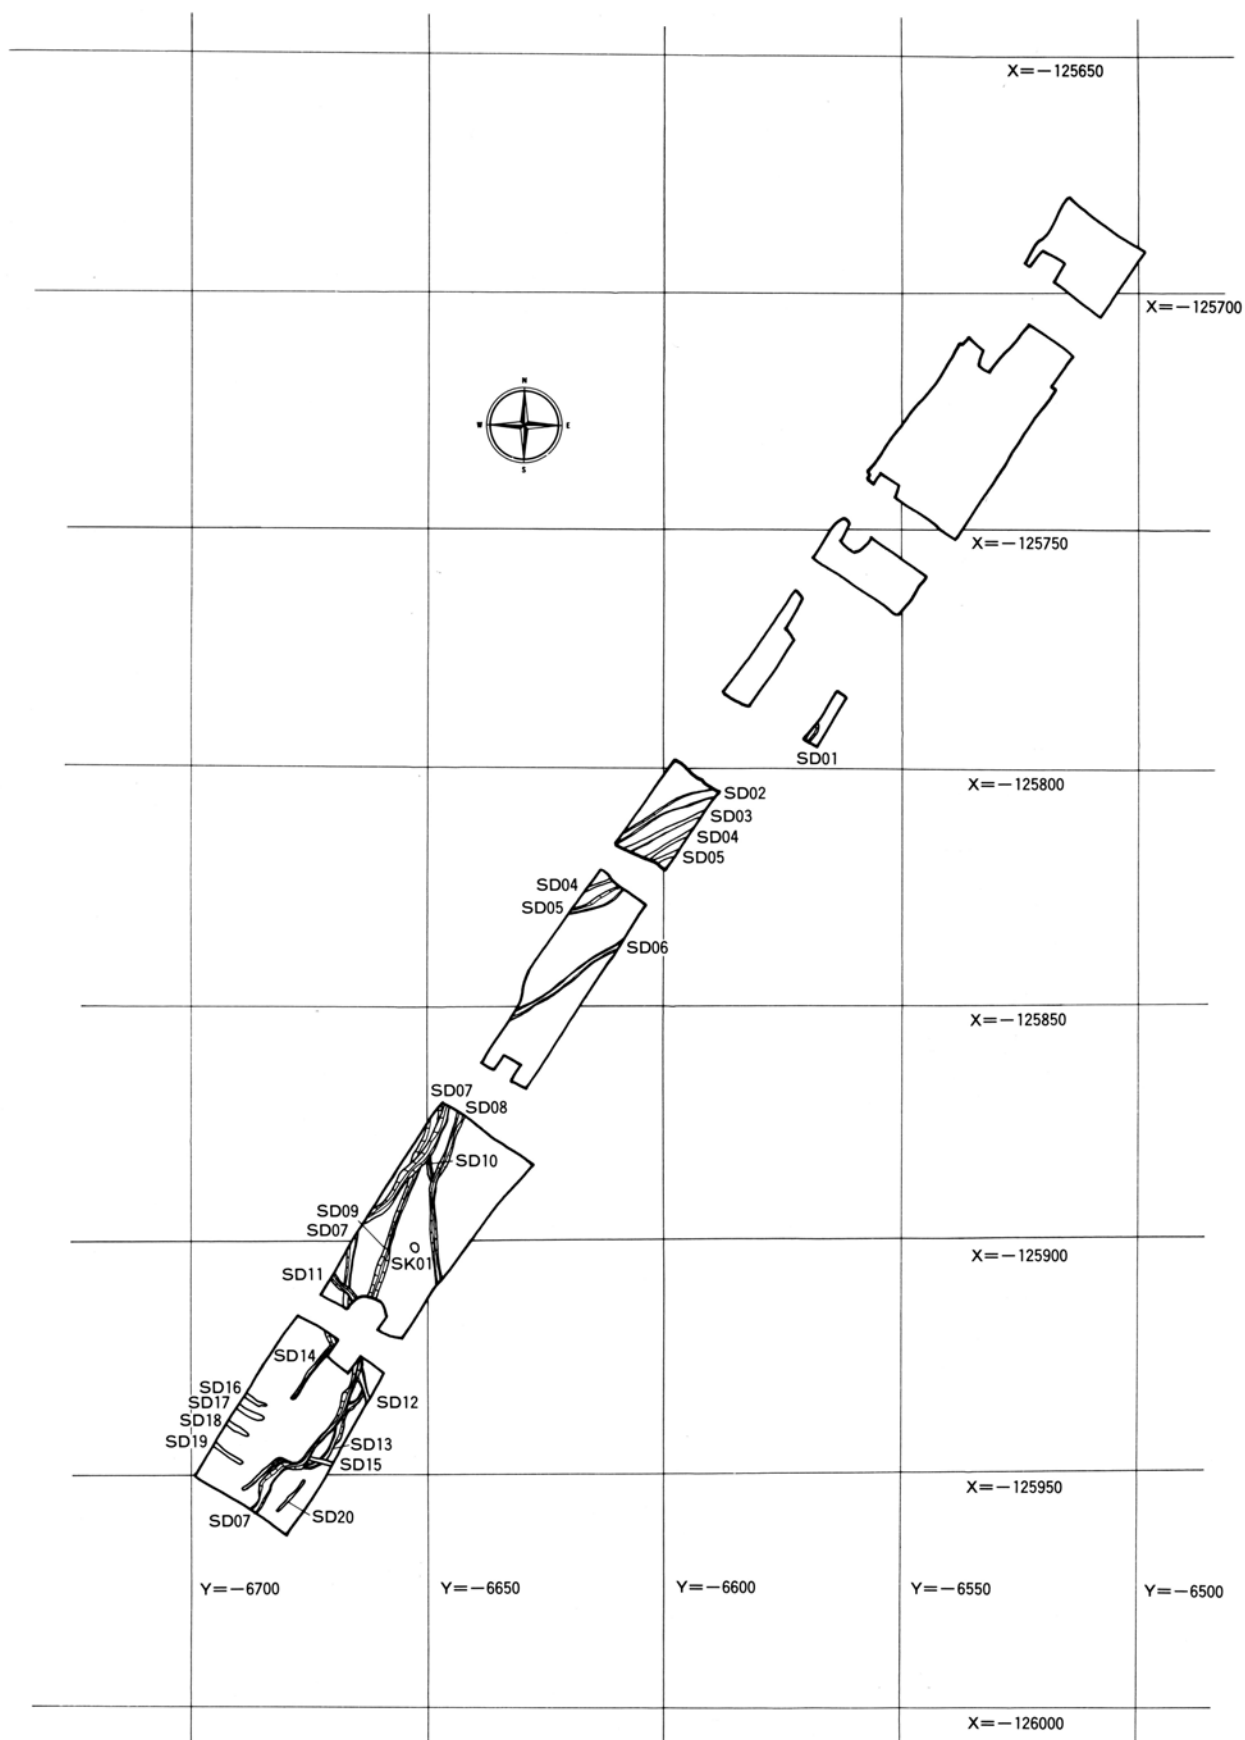 X=−125650
X=−125700
N
W
E
S
X=−125750
SD01
X=−125800
SD02
SD03
SD04
SD05
SD04
SD05
SD06
X=−125850
SD07
SD08
SD10
SD09
SD07
SK01
X=−125900
SD11
SD14
SD16
SD17
SD18
SD19
SD12
SD13
SD15
X=−125950
SD07
SD20
Y=−6700
Y=−6650
Y=−6600
Y=−6550
Y=−6500
X=−126000